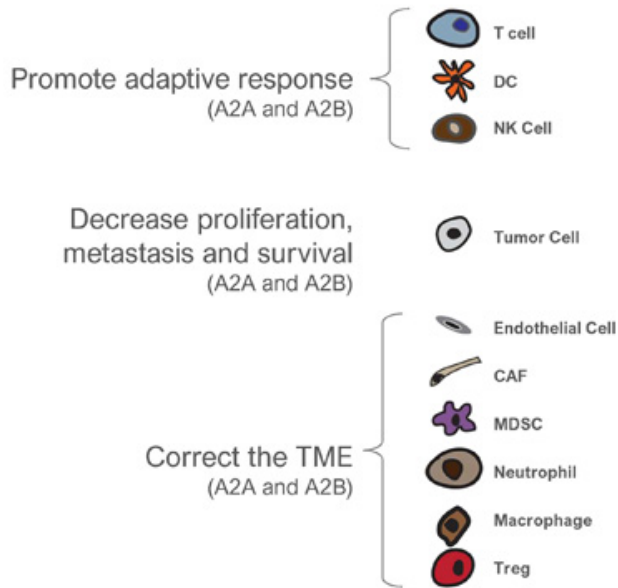 Promote adaptive response
(A2A and A2B)
T cell
DC
NK Cell
Decrease proliferation,
metastasis and survival
(A2A and A2B)
Tumor Cell
Correct the TME
(A2A and A2B)
Endothelial Cell
CAF
MDSC
Neutrophil
Macrophage
Treg